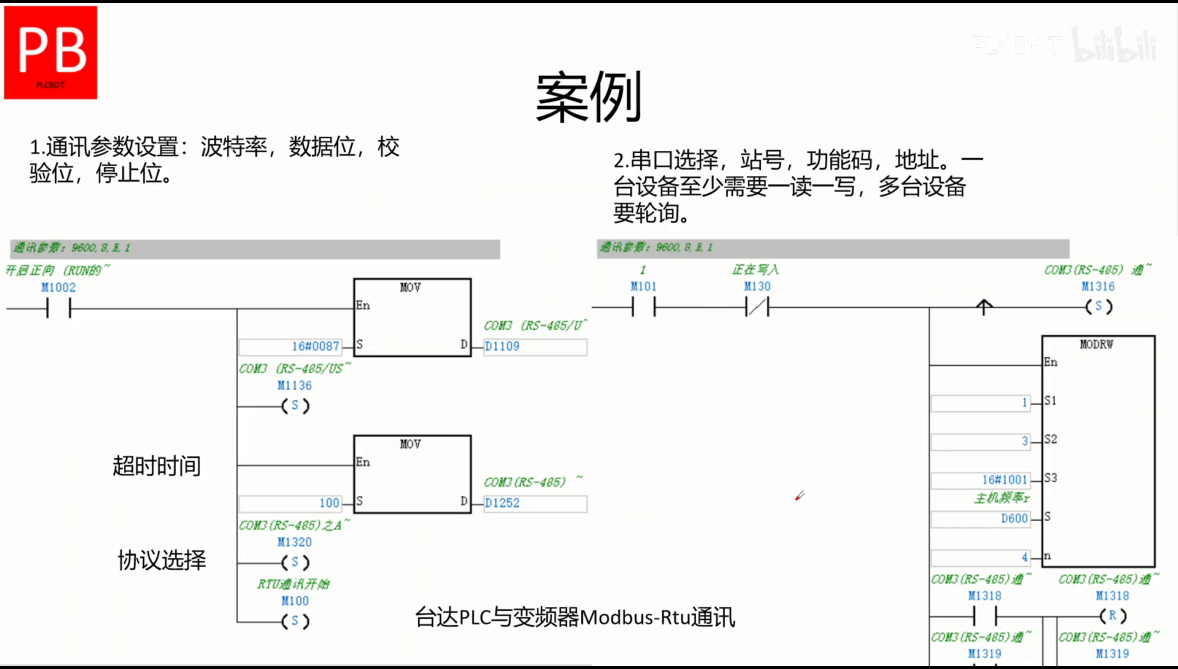 PB
PLCBOT
PLCBOT bilibili
案例
1.通讯参数设置：波特率，数据位，校
验位，停止位。
2.串口选择，站号，功能码，地址。一
台设备至少需要一读一写，多台设备
要轮询。
通讯参数：9600,8,E,1
开启正向 (RUN的~
M1002
MOV
En
16#0087 S
D
COM3 (RS-485/U~
D1109
COM3 (RS-485/US~
M1136
S
超时时间
MOV
En
100 S
D
COM3(RS-485) ~
D1252
COM3(RS-485)之A~
M1320
S
协议选择
RTU通讯开始
M100
S
台达PLC与变频器Modbus-Rtu通讯
通讯参数：9600,8,E,1
1
M101
正在写入
M130
COM3(RS-485) 通~
M1316
S
MODRW
En
1 S1
3 S2
16#1001 S3
主机频率r
D600 S
4 n
COM3(RS-485)通~
M1318
COM3(RS-485)通~
M1318
R
COM3(RS-485)通~
M1319
COM3(RS-485)通~
M1319